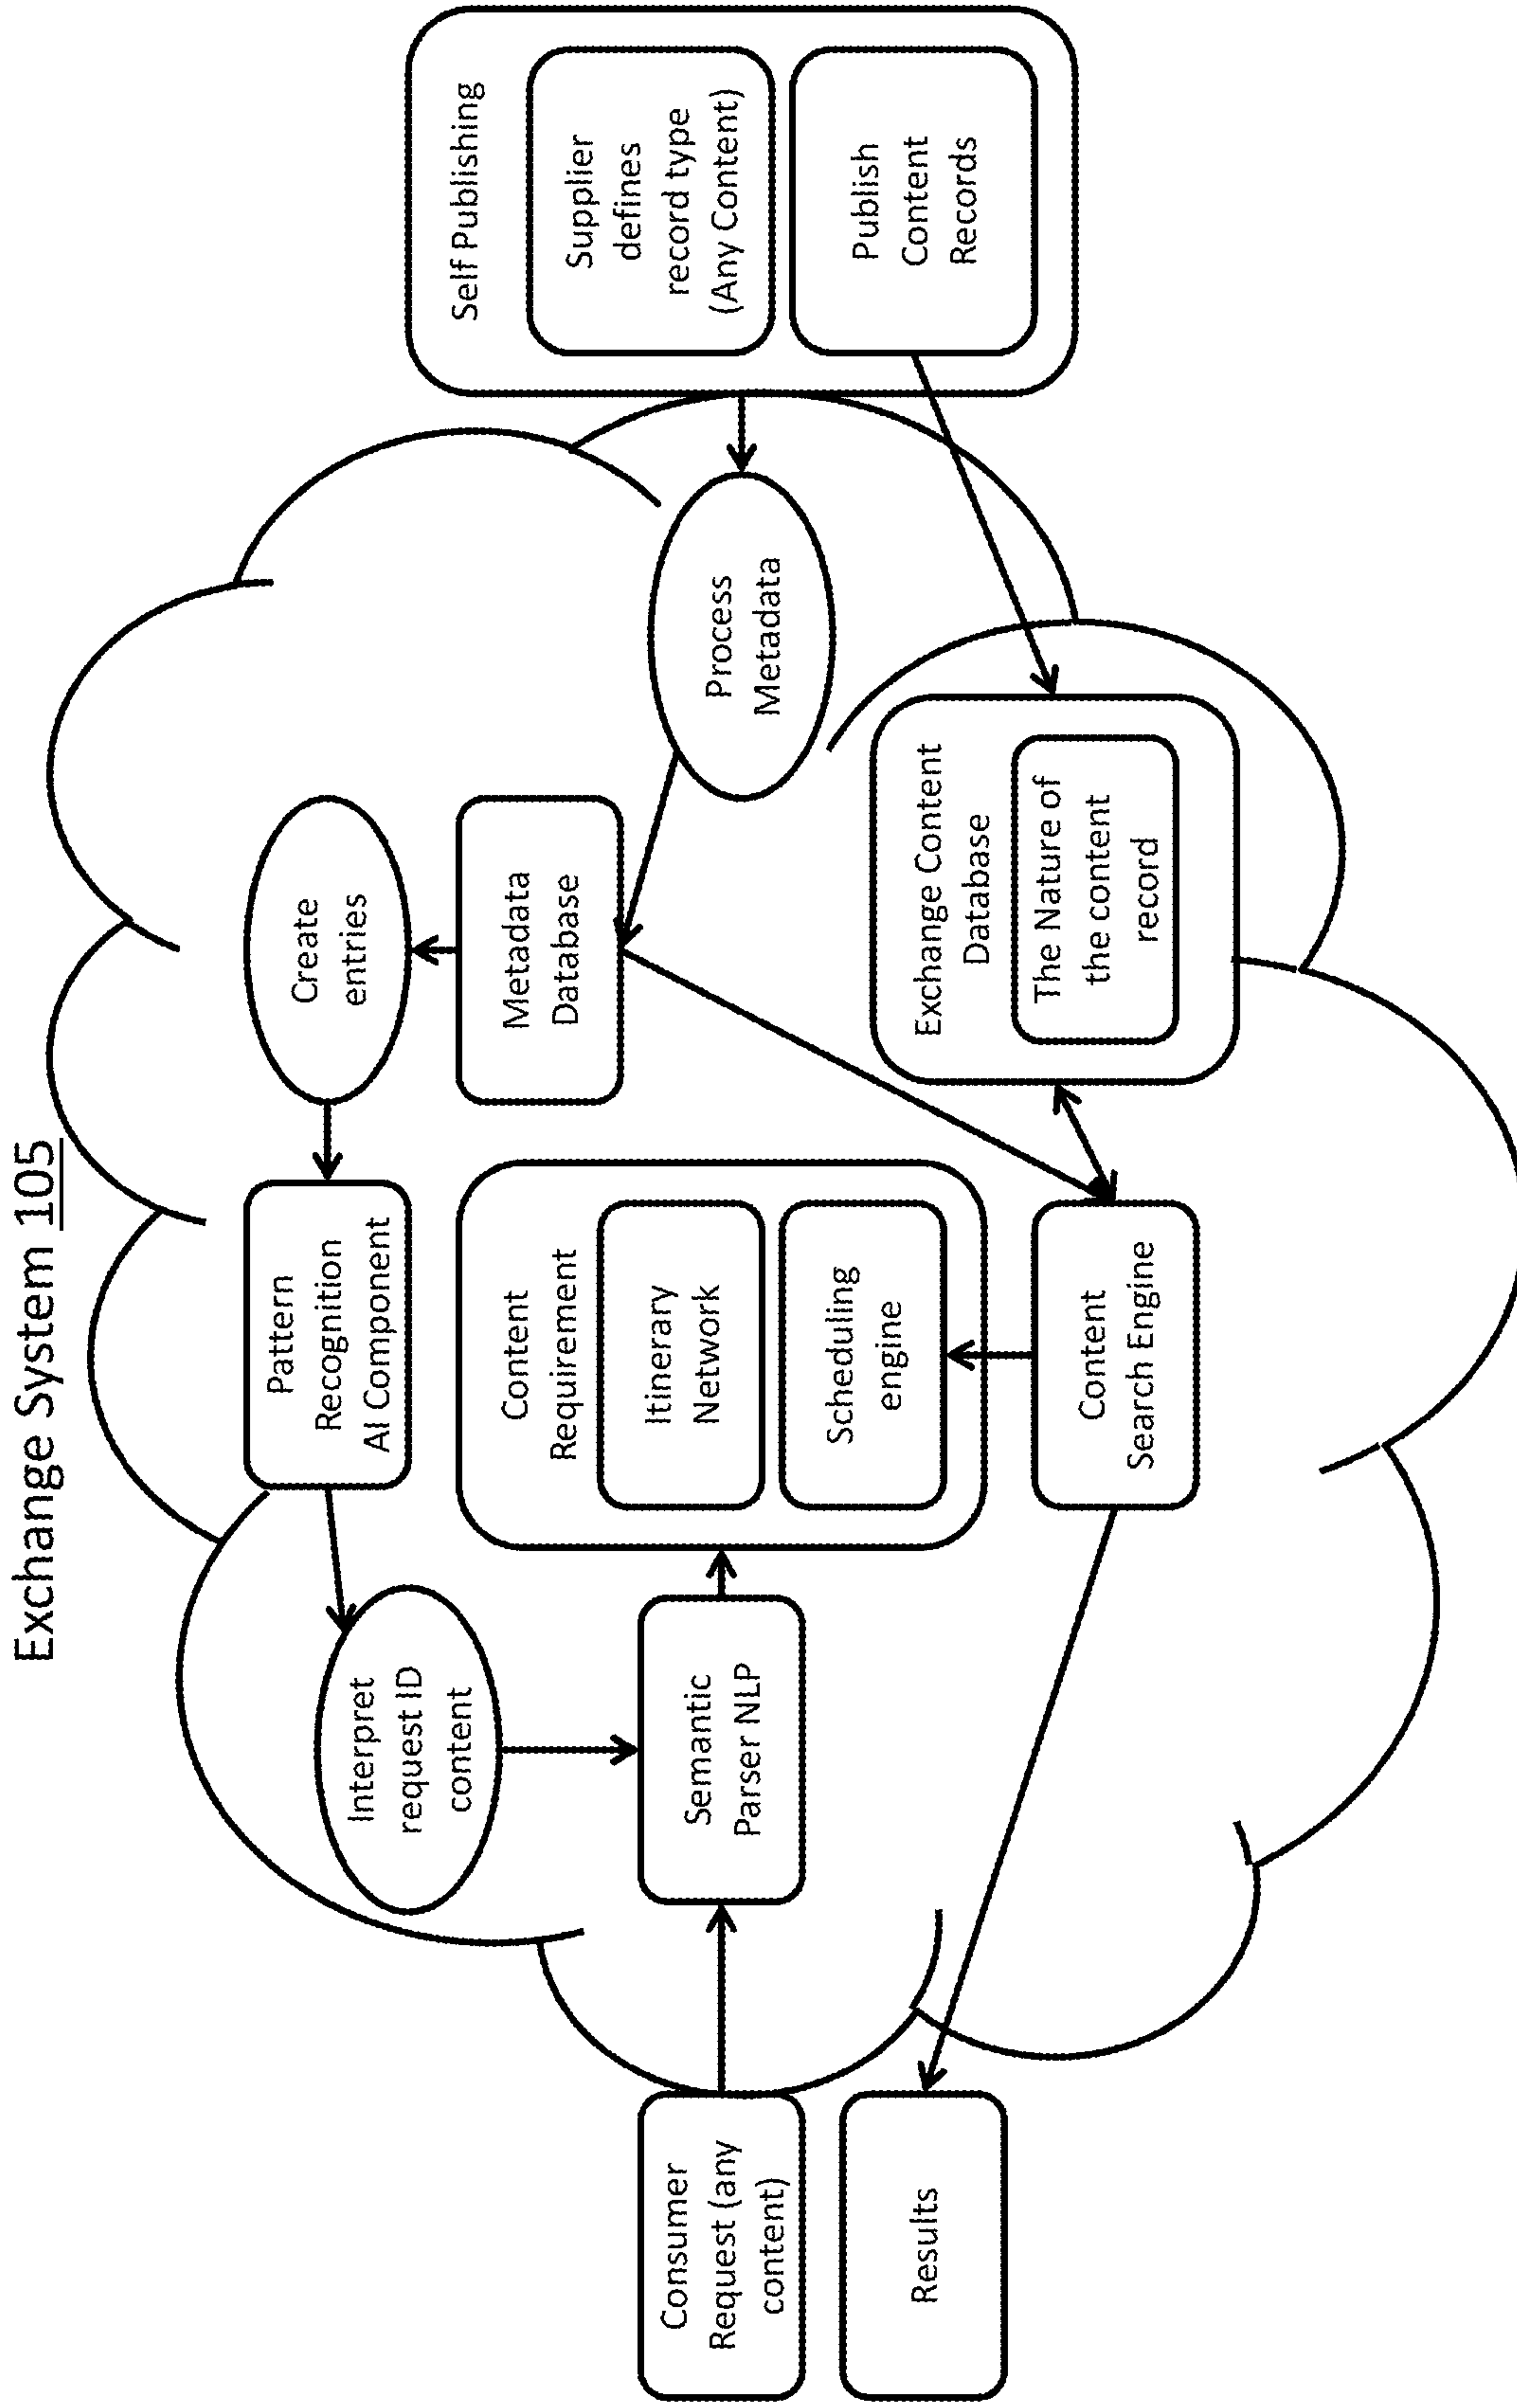 Exchange System 105
Consumer
Request (any
content)
Results
Interpret
request ID
content
Semantic
Parser NLP
Pattern
Recognition
AI Component
Content
Requirement
Itinerary
Network
Scheduling
engine
Content
Search Engine
Create
entries
Metadata
Database
Exchange Content
Database
The Nature of
the content
record
Process
Metadata
Self Publishing
Supplier
defines
record type
(Any Content)
Publish
Content
Records